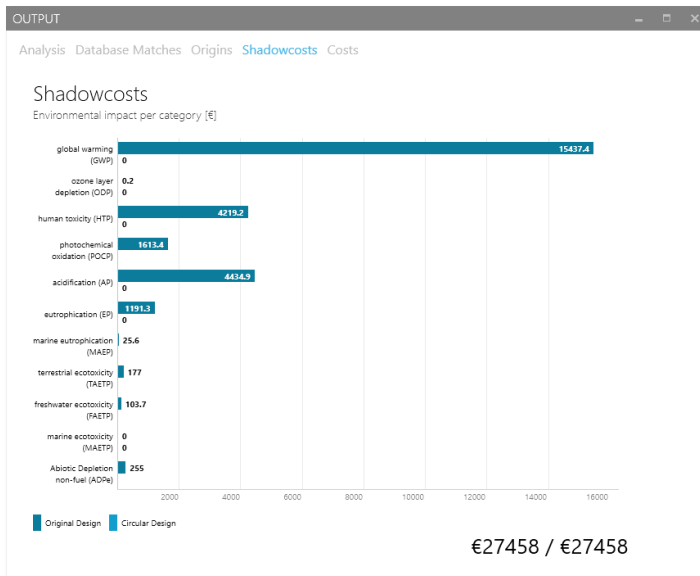 OUTPUT
Analysis Database Matches Origins Shadowcosts Costs
Shadowcosts
Environmental impact per category [€]
global warming
(GWP)
15437.4
0
ozone layer
depletion (ODP)
0.2
0
human toxicity (HTP)
4219.2
0
photochemical
oxidation (POCP)
1613.4
acidification (AP)
4434.9
0
eutrophication (EP)
1191.3
0
marine eutrophication
(MAEP)
25.6
terrestrial ecotoxicity
(TAETP)
177
freshwater ecotoxicity
(FAETP)
103.7
marine ecotoxicity
(MAETP)
0
0
Abiotic Depletion
non-fuel (ADPe)
255
2000 4000 6000 8000 10000 12000 14000 16000
Original Design Circular Design
€27458 / €27458